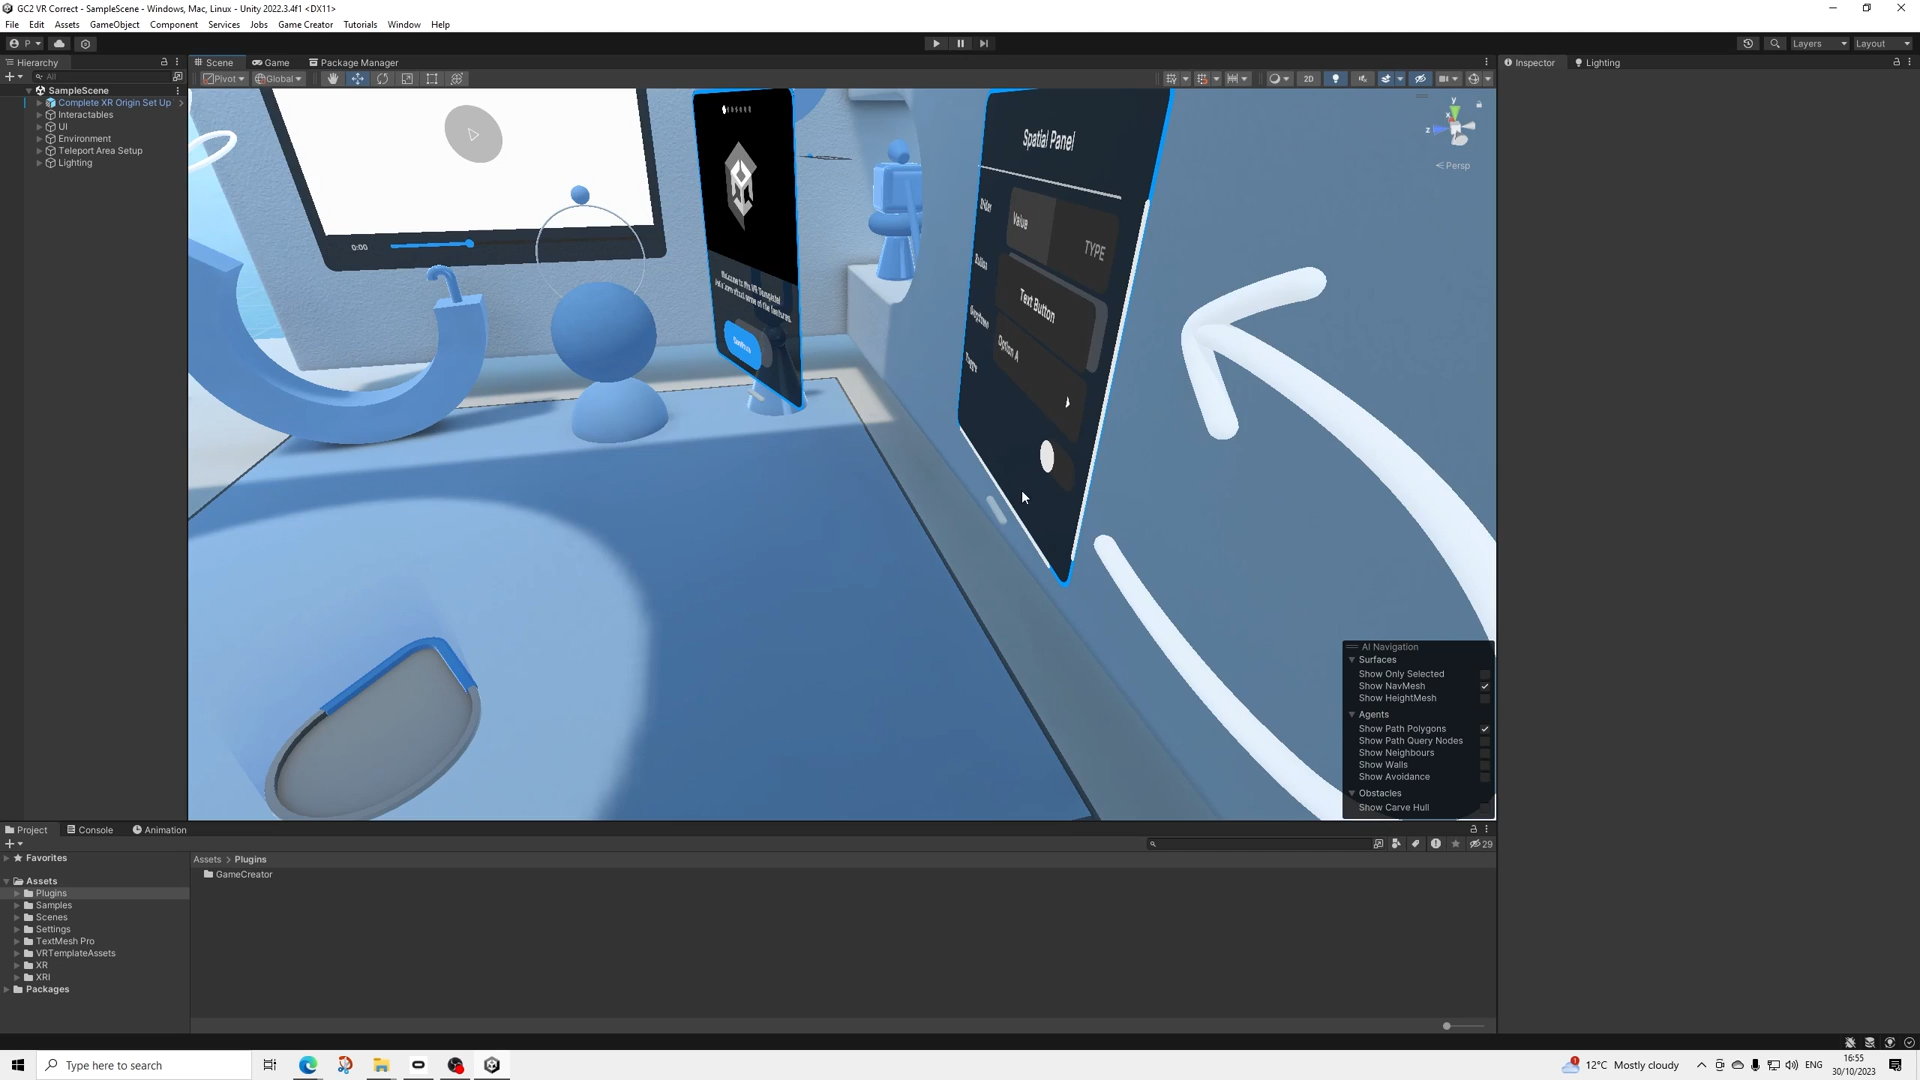 GC2 VR Correct - SampleScene - Windows, Mac, Linux - Unity 2022.3.4f1 <DX11>
File Edit Assets GameObject Component Services Jobs Game Creator Tutorials Window Help
P Layers Layout
Hierarchy Scene Game Package Manager Inspector Lighting
All Pivot Global 2D
SampleScene
Complete XR Origin Set Up
Interactables
UI
Environment
Teleport Area Setup
Lighting
y
x
z
Persp
Spatial Panel
Value
TYPE
Text Button
Option A
Toggle
0:00
Continue
AI Navigation
Surfaces
Show Only Selected
Show NavMesh
Show HeightMesh
Agents
Show Path Polygons
Show Path Query Nodes
Show Neighbours
Show Walls
Show Avoidance
Obstacles
Show Carve Hull
Project Console Animation
29
Favorites
Assets > Plugins
GameCreator
Assets
Plugins
Samples
Scenes
Settings
TextMesh Pro
VRTemplateAssets
XR
XRI
Packages
Type here to search
1
12°C Mostly cloudy
ENG
16:55
30/10/2023